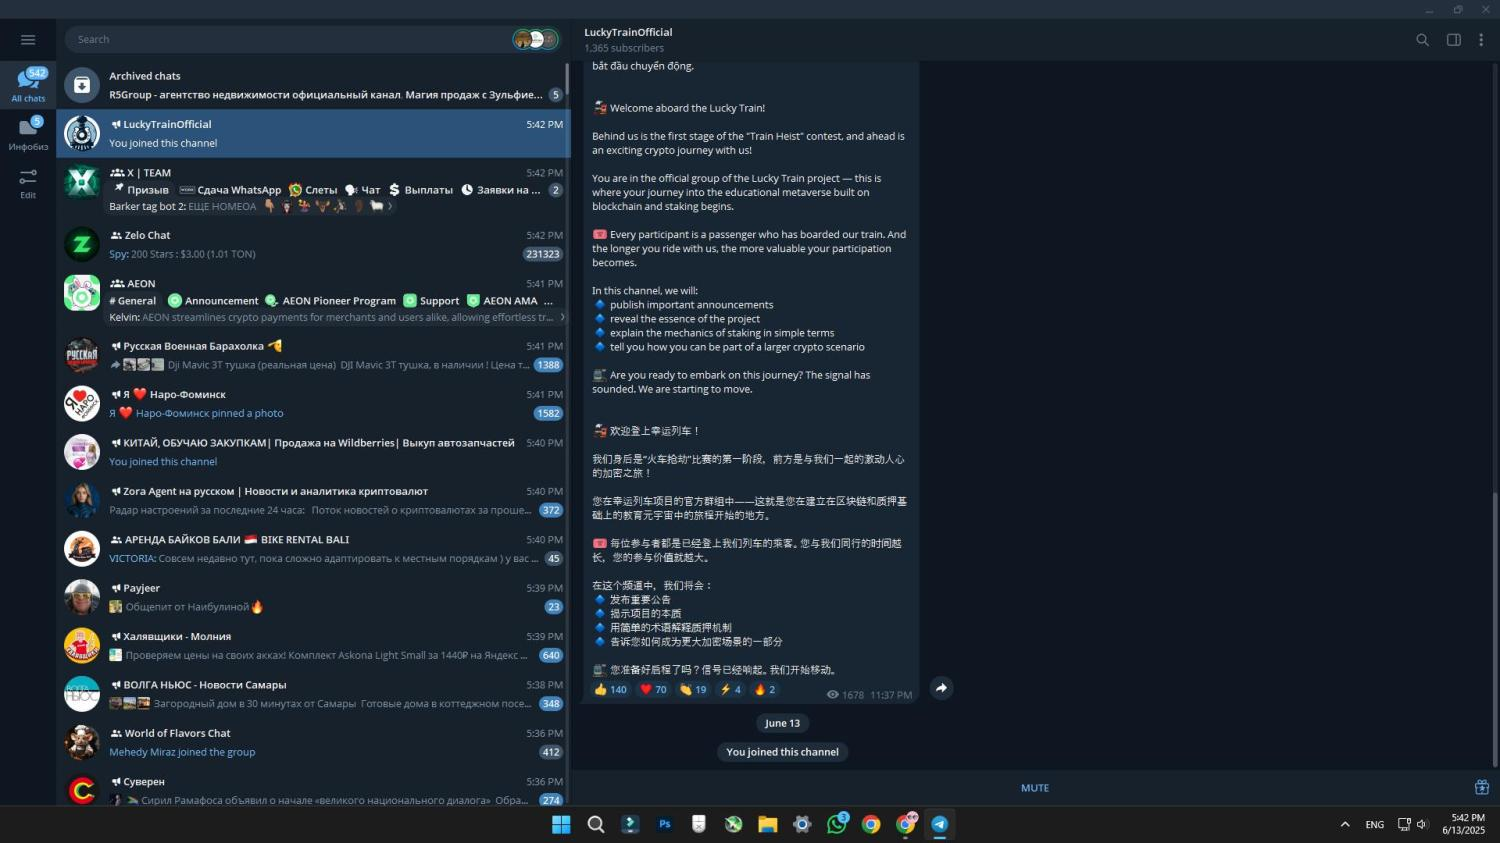 Search
542
All chats
5
Инфобиз
Edit
Archived chats
R5Group - агентство недвижимости официальный канал. Магия продаж с Зульфие...
5
LuckyTrainOfficial
5:42 PM
You joined this channel
X | TEAM
5:42 PM
Призыв Сдача WhatsApp Слеты Чат Выплаты Заявки на ...
2
Barker tag bot 2: ЕЩЕ НОМЕОА
Zelo Chat
5:42 PM
Spy: 200 Stars : $3.00 (1.01 TON)
231323
AEON
5:41 PM
# General Announcement AEON Pioneer Program Support AEON AMA ...
Kelvin: AEON streamlines crypto payments for merchants and users alike, allowing effortless tr...
РУССКАЯ
Русская Военная Барахолка
5:41 PM
Dji Mavic 3T тушка (реальная цена) DJI Mavic 3T тушка, в наличии ! Цена т...
1388
Я ❤️ Наро-Фоминск
5:41 PM
Я ❤️ Наро-Фоминск pinned a photo
1582
КИТАЙ, ОБУЧАЮ ЗАКУПКАМ| Продажа на Wildberries| Выкуп автозапчастей
5:40 PM
You joined this channel
Zora Agent на русском | Новости и аналитика криптовалют
5:40 PM
Радар настроений за последние 24 часа: Поток новостей о криптовалютах за проше...
372
АРЕНДА БАЙКОВ БАЛИ 🇮🇩 BIKE RENTAL BALI
5:40 PM
VICTORIA: Совсем недавно тут, пока сложно адаптировать к местным порядкам ) у вас ...
45
Payjeer
5:39 PM
Общепит от Наибулиной🔥
23
Халявщики - Молния
5:39 PM
Проверяем цены на своих акках! Комплект Askona Light Small за 1440₽ на Яндекс ...
640
ВОЛГА НЬЮС - Новости Самары
5:38 PM
Загородный дом в 30 минутах от Самары Готовые дома в коттеджном посе...
348
World of Flavors Chat
5:36 PM
Mehedy Miraz joined the group
412
Суверен
5:36 PM
Сирил Рамафоса объявил о начале «великого национального диалога» Обра...
274
LuckyTrainOfficial
1,365 subscribers
bắt đầu chuyển động.
🚂 Welcome aboard the Lucky Train!
Behind us is the first stage of the "Train Heist" contest, and ahead is
an exciting crypto journey with us!
You are in the official group of the Lucky Train project — this is
where your journey into the educational metaverse built on
blockchain and staking begins.
🎟 Every participant is a passenger who has boarded our train. And
the longer you ride with us, the more valuable your participation
becomes.
In this channel, we will:
🔹 publish important announcements
🔹 reveal the essence of the project
🔹 explain the mechanics of staking in simple terms
🔹 tell you how you can be part of a larger crypto scenario
Are you ready to embark on this journey? The signal has
sounded. We are starting to move.
🚂 欢迎登上幸运列车！
我们身后是“火车抢劫”比赛的第一阶段，前方是与我们一起的激动人心
的加密之旅！
您在幸运列车项目的官方群组中——这就是您在建立在区块链和质押基
础上的教育元宇宙中的旅程开始的地方。
🎟 每位参与者都是已经登上我们列车的乘客。您与我们同行的时间越
长，您的参与价值就越大。
在这个频道中，我们将会：
🔹 发布重要公告
🔹 揭示项目的本质
🔹 用简单的术语解释质押机制
🔹 告诉您如何成为更大加密场景的一部分
您准备好启程了吗？信号已经响起。我们开始移动。
👍 140 ❤️ 70 👏 19 ⚡ 4 🔥 2
1678 11:37 PM
June 13
You joined this channel
MUTE
Ps
3
ENG
5:42 PM
6/13/2025